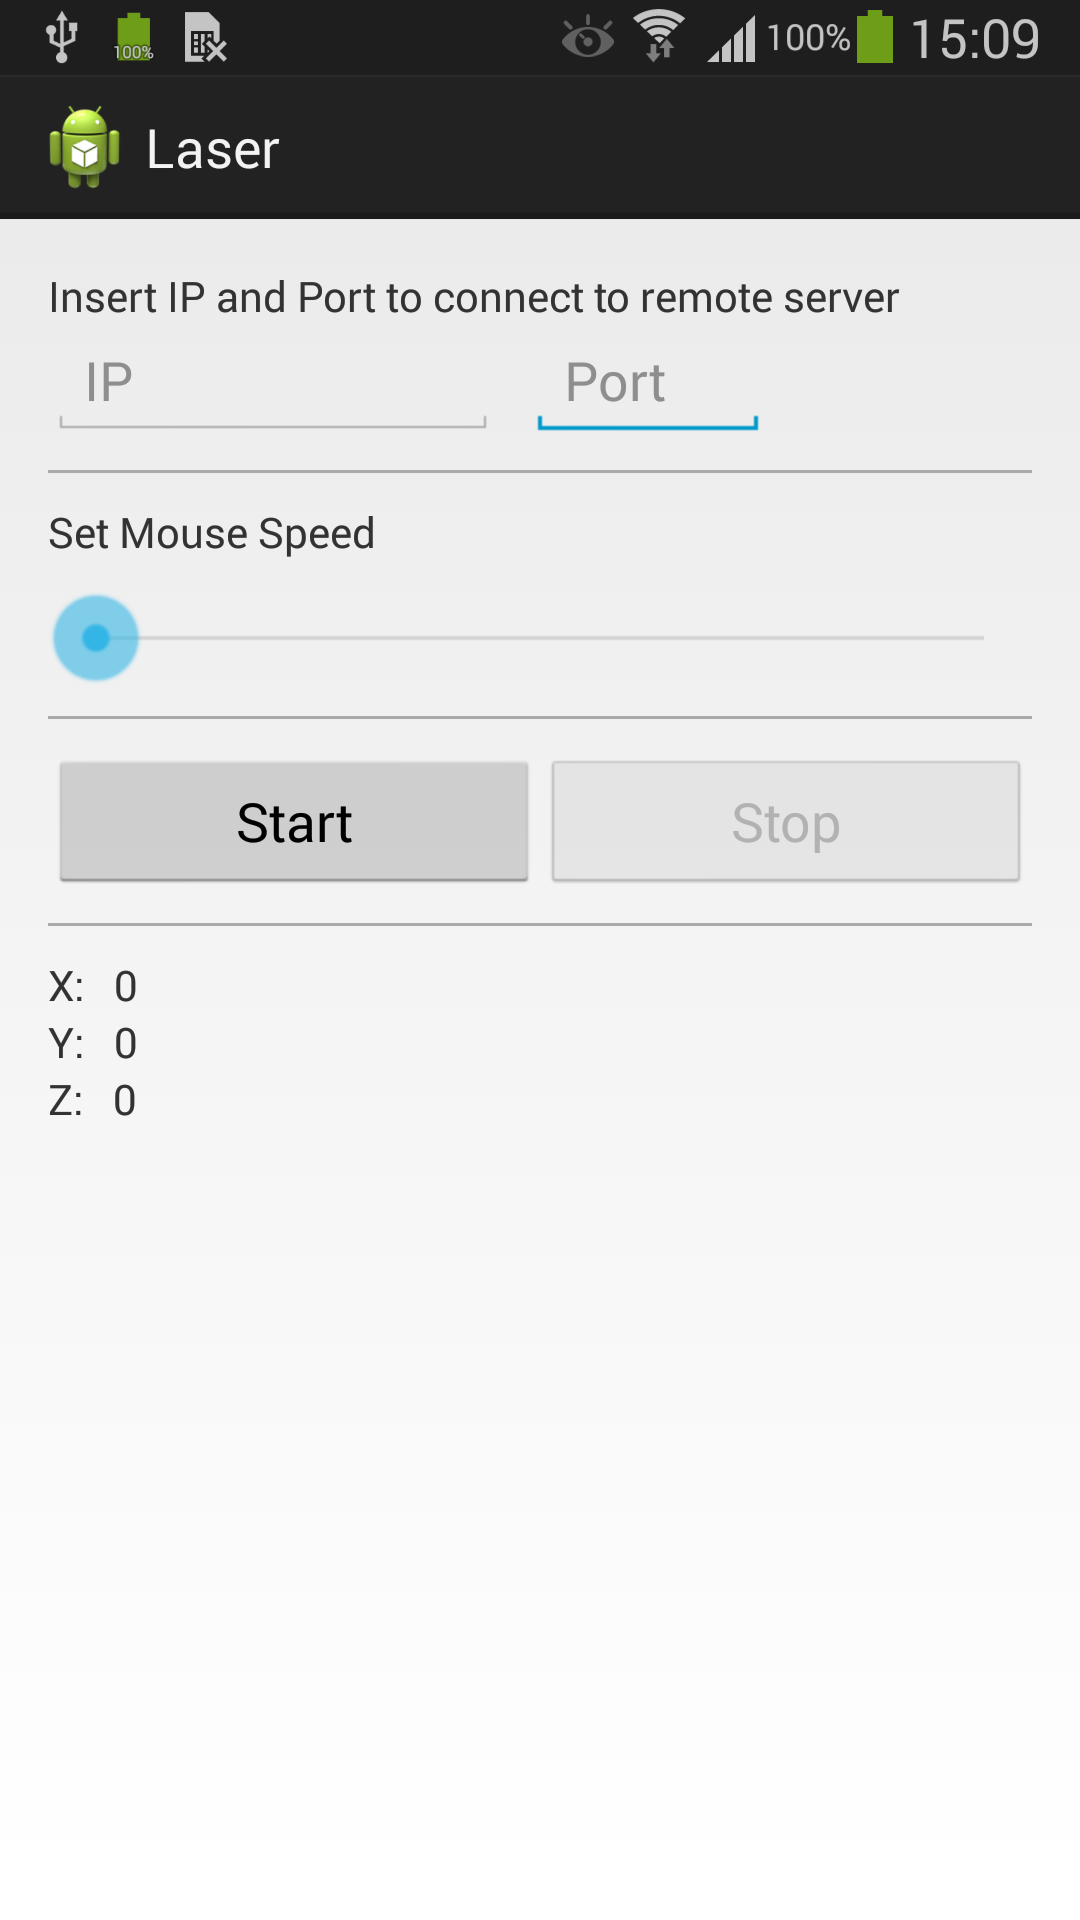 100% 100% 15:09
Laser
Insert IP and Port to connect to remote server
IP Port
Set Mouse Speed
Start Stop
X: 0
Y: 0
Z: 0